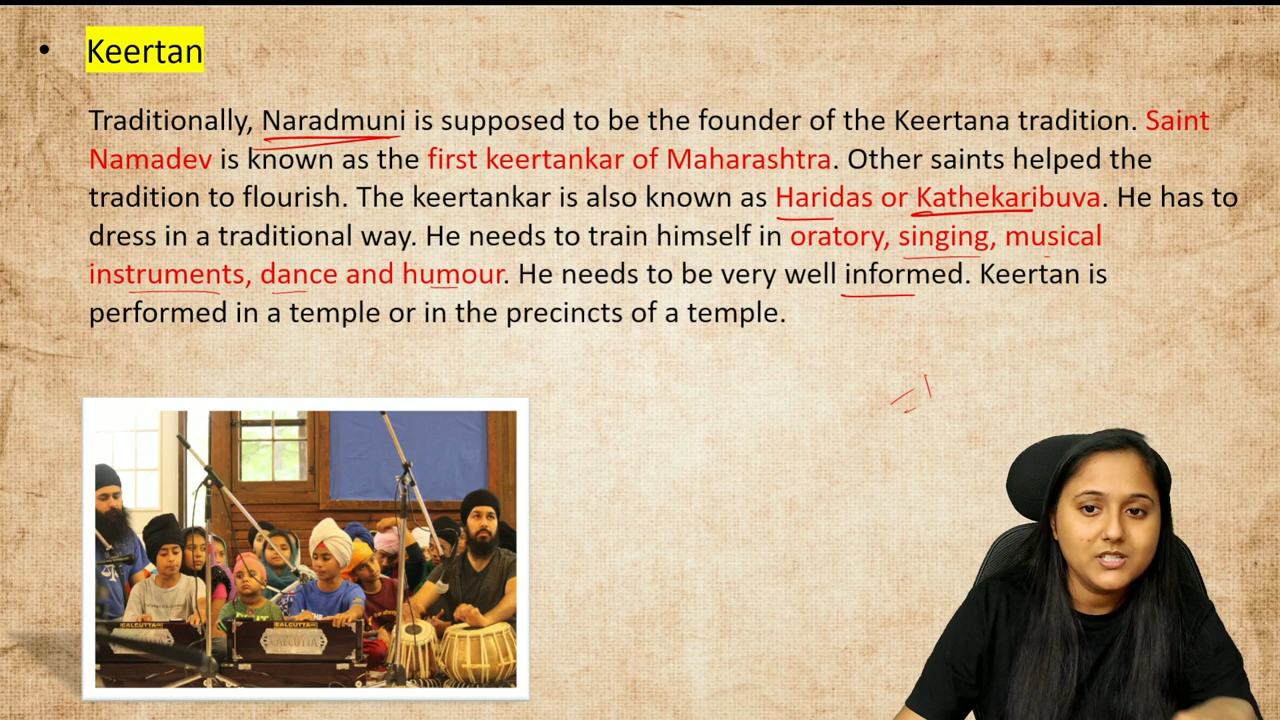 • Keertan
Traditionally, Naradmuni is supposed to be the founder of the Keertana tradition. Saint
Namadev is known as the first keertankar of Maharashtra. Other saints helped the
tradition to flourish. The keertankar is also known as Haridas or Kathekaribuva. He has to
dress in a traditional way. He needs to train himself in oratory, singing, musical
instruments, dance and humour. He needs to be very well informed. Keertan is
performed in a temple or in the precincts of a temple.
CALCUTTA
CALCUTTA
CALCUTTA